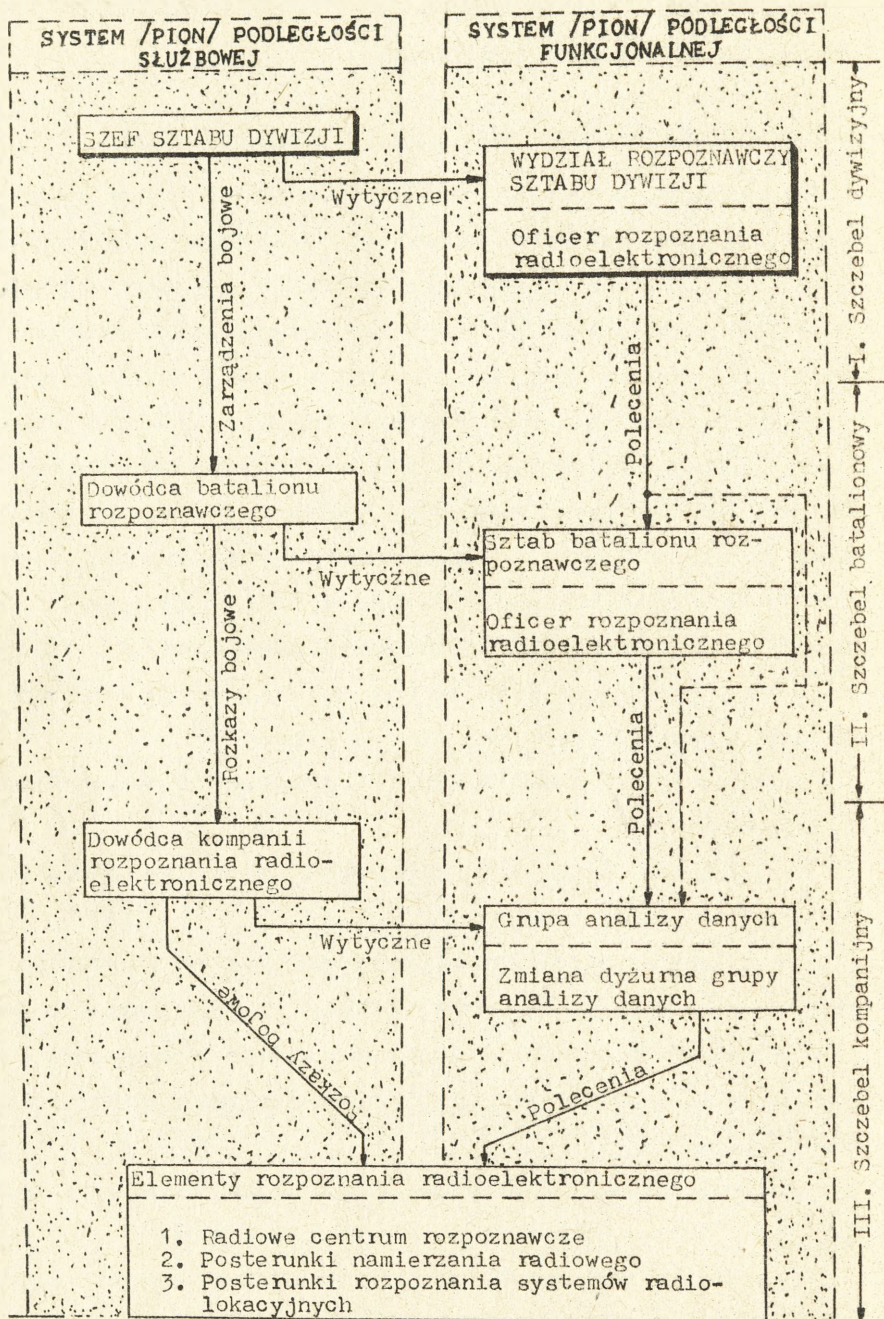 SYSTEM /PION/ PODLEGŁOŚCI
SŁUŻBOWEJ
SYSTEM /PION/ PODLEGŁOŚCI
FUNKCJONALNEJ
SZEF SZTABU DYWIZJI
Wytyczne
WYDZIAŁ ROZPOZNAWCZY
SZTABU DYWIZJI
Oficer rozpoznania
radioelektronicznego
Zarządzenia bojowe
Polecenia
I. Szczebel dywizyjny
Dowódca batalionu
rozpoznawczego
Wytyczne
Sztab batalionu roz-
poznawczego
Oficer rozpoznania
radioelektronicznego
Rozkazy bojowe
Polecenia
II. Szczebel batalionowy
Dowódca kompanii
rozpoznania radio-
elektronicznego
Wytyczne
Grupa analizy danych
Zmiana dyżurna grupy
analizy danych
rozkazy bojowe
Polecenia
III. Szczebel kompanijny
Elementy rozpoznania radioelektronicznego
1. Radiowe centrum rozpoznawcze
2. Posterunki namierzania radiowego
3. Posterunki rozpoznania systemów radio-
lokacyjnych